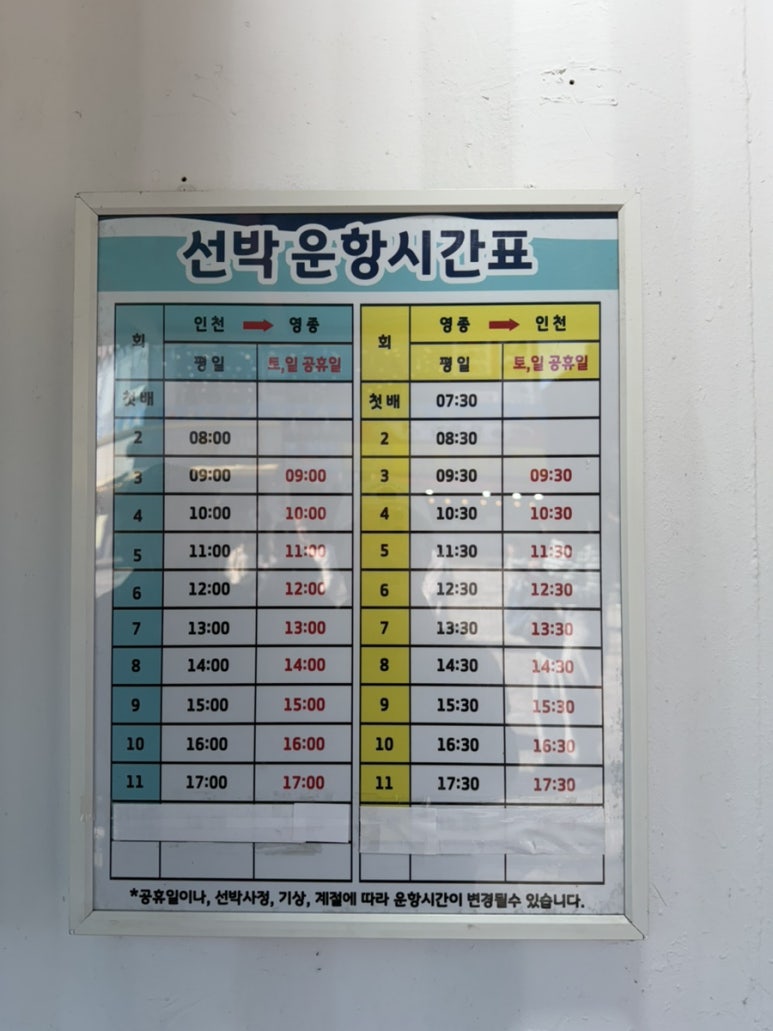 선박 운항시간표
회 인천 → 영종 회 영종 → 인천
평일 토,일 공휴일 평일 토,일 공휴일
첫배 첫배 07:30
2 08:00 2 08:30
3 09:00 09:00 3 09:30 09:30
4 10:00 10:00 4 10:30 10:30
5 11:00 11:00 5 11:30 11:30
6 12:00 12:00 6 12:30 12:30
7 13:00 13:00 7 13:30 13:30
8 14:00 14:00 8 14:30 14:30
9 15:00 15:00 9 15:30 15:30
10 16:00 16:00 10 16:30 16:30
11 17:00 17:00 11 17:30 17:30
*공휴일이나, 선박사정, 기상, 계절에 따라 운항시간이 변경될수 있습니다.